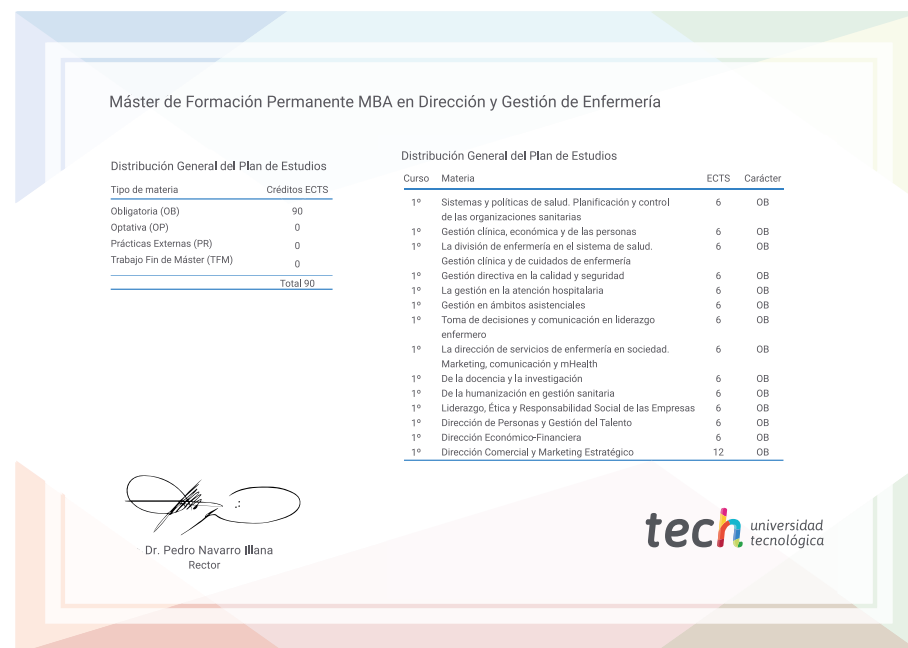 Máster de Formación Permanente MBA en Dirección y Gestión de Enfermería
Distribución General del Plan de Estudios
Tipo de materia Créditos ECTS
Obligatoria (OB) 90
Optativa (OP) 0
Prácticas Externas (PR) 0
Trabajo Fin de Máster (TFM) 0
Total 90
Distribución General del Plan de Estudios
Curso Materia ECTS Carácter
1º Sistemas y políticas de salud. Planificación y control 6 OB
de las organizaciones sanitarias
1º Gestión clínica, económica y de las personas 6 OB
1º La división de enfermería en el sistema de salud. 6 OB
Gestión clínica y de cuidados de enfermería
1º Gestión directiva en la calidad y seguridad 6 OB
1º La gestión en la atención hospitalaria 6 OB
1º Gestión en ámbitos asistenciales 6 OB
1º Toma de decisiones y comunicación en liderazgo 6 OB
enfermero
1º La dirección de servicios de enfermería en sociedad. 6 OB
Marketing, comunicación y mHealth
1º De la docencia y la investigación 6 OB
1º De la humanización en gestión sanitaria 6 OB
1º Liderazgo, Ética y Responsabilidad Social de las Empresas 6 OB
1º Dirección de Personas y Gestión del Talento 6 OB
1º Dirección Económico-Financiera 6 OB
1º Dirección Comercial y Marketing Estratégico 12 OB
Dr. Pedro Navarro Illana
Rector
tech universidad
tecnológica